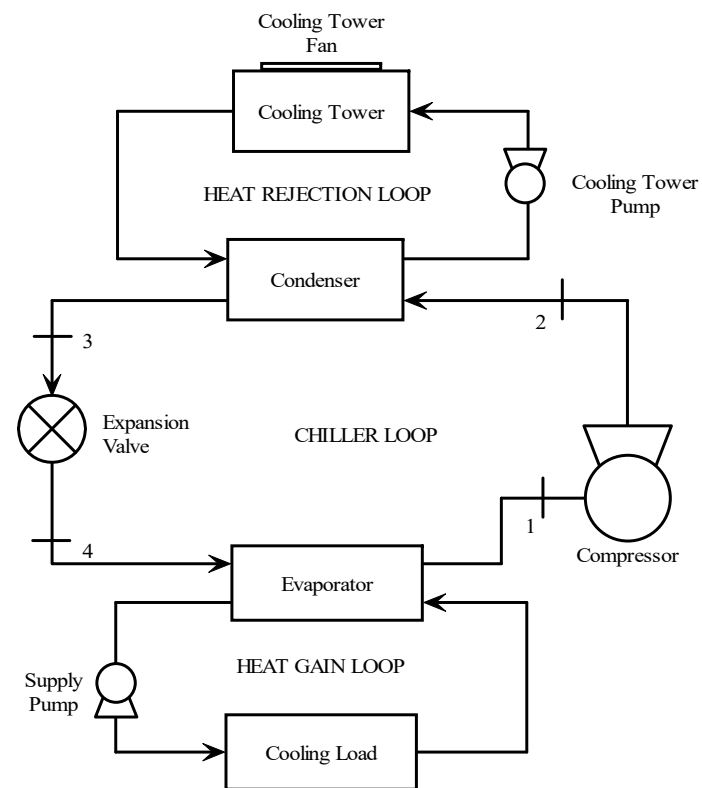 Cooling Tower
Fan
Cooling Tower
HEAT REJECTION LOOP
Cooling Tower
Pump
Condenser
2
3
Expansion
Valve
CHILLER LOOP
4
1
Compressor
Evaporator
HEAT GAIN LOOP
Supply
Pump
Cooling Load